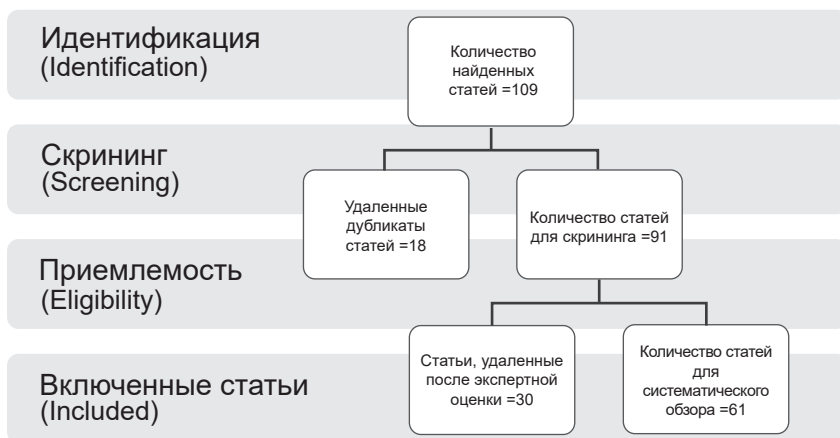 Идентификация
(Identification)
Количество
найденных
статей =109
Скрининг
(Screening)
Удаленные
дубликаты
статей =18
Количество статей
для скрининга =91
Приемлемость
(Eligibility)
Статьи, удаленные
после экспертной
оценки =30
Количество статей
для
систематического
обзора =61
Включенные статьи
(Included)